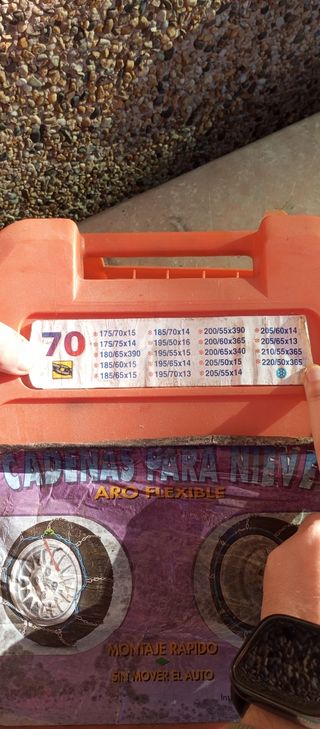 70
175/70x15
175/75x14
180/65x390
185/60x15
185/65x15
185/70x14
195/50x16
195/55x15
195/65x14
195/70x13
200/55x390
200/60x365
200/65x340
205/50x15
205/55x14
205/60x14
205/65x13
210/55x365
220/50x365
CADENAS PARA NIEVE
ARO FLEXIBLE
MONTAJE RAPIDO
SIN MOVER EL AUTO